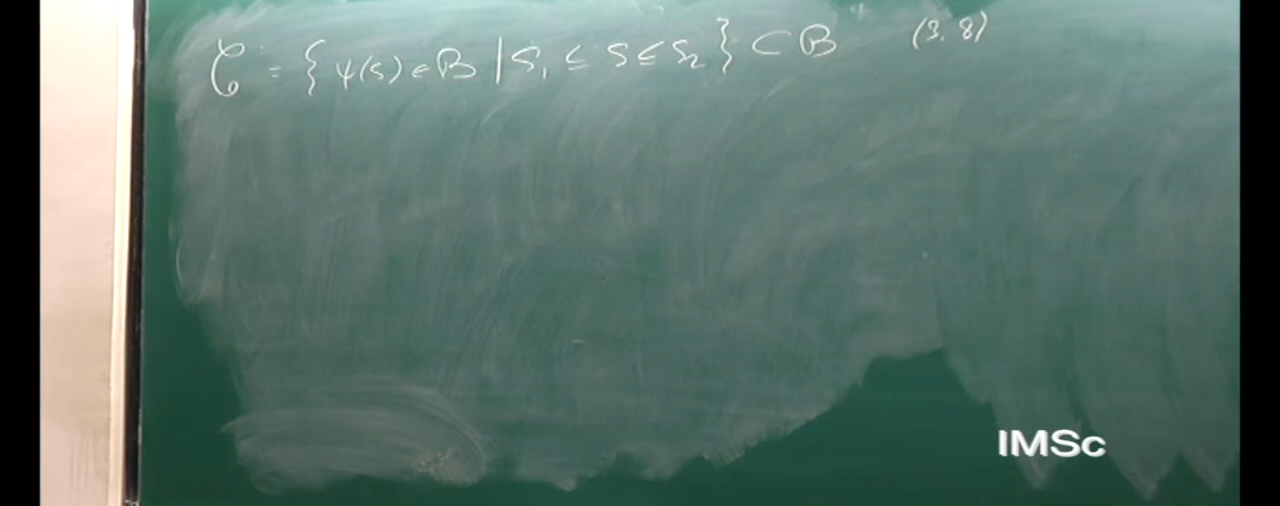 𝒞 = { ψ(s) ∈ B | s₁ ≤ s ≤ s₂ } ⊂ B (3.8)
IMSc